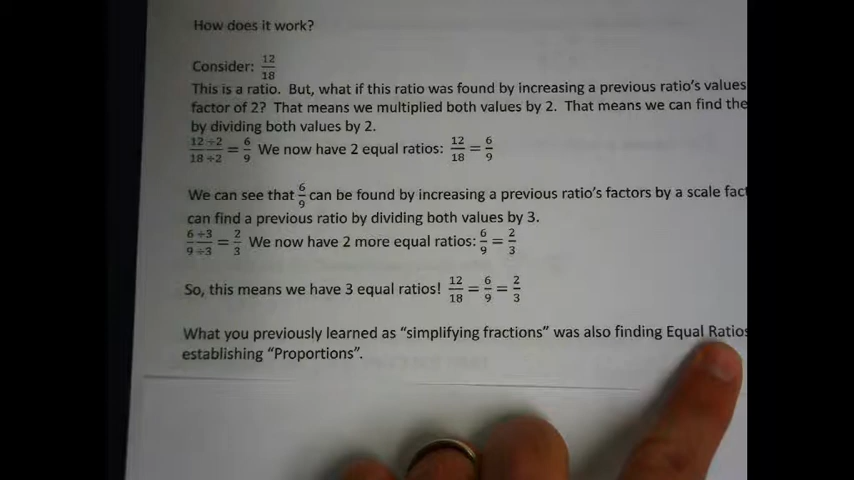 How does it work?
Consider: 12/18
This is a ratio. But, what if this ratio was found by increasing a previous ratio's values
factor of 2? That means we multiplied both values by 2. That means we can find the
by dividing both values by 2.
12 ÷2/18 ÷2 = 6/9 We now have 2 equal ratios: 12/18 = 6/9
We can see that 6/9 can be found by increasing a previous ratio's factors by a scale
can find a previous ratio by dividing both values by 3.
6 ÷3/9 ÷3 = 2/3 We now have 2 more equal ratios: 6/9 = 2/3
So, this means we have 3 equal ratios! 12/18 = 6/9 = 2/3
What you previously learned as "simplifying fractions" was also finding Equal Ratios
establishing "Proportions".